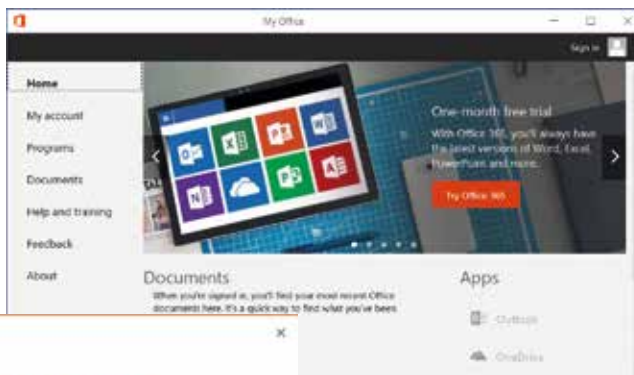 My Office
Sign in
Home
My account
Programs
Documents
Help and training
Feedback
About
One-month free trial
With Office 365, you'll always have
the latest versions of Word, Excel,
PowerPoint and more.
Try Office 365
Documents
When you're signed in, you'll find your most recent Office
documents here. It's a quick way to find what you've been
Apps
Outlook
OneDrive